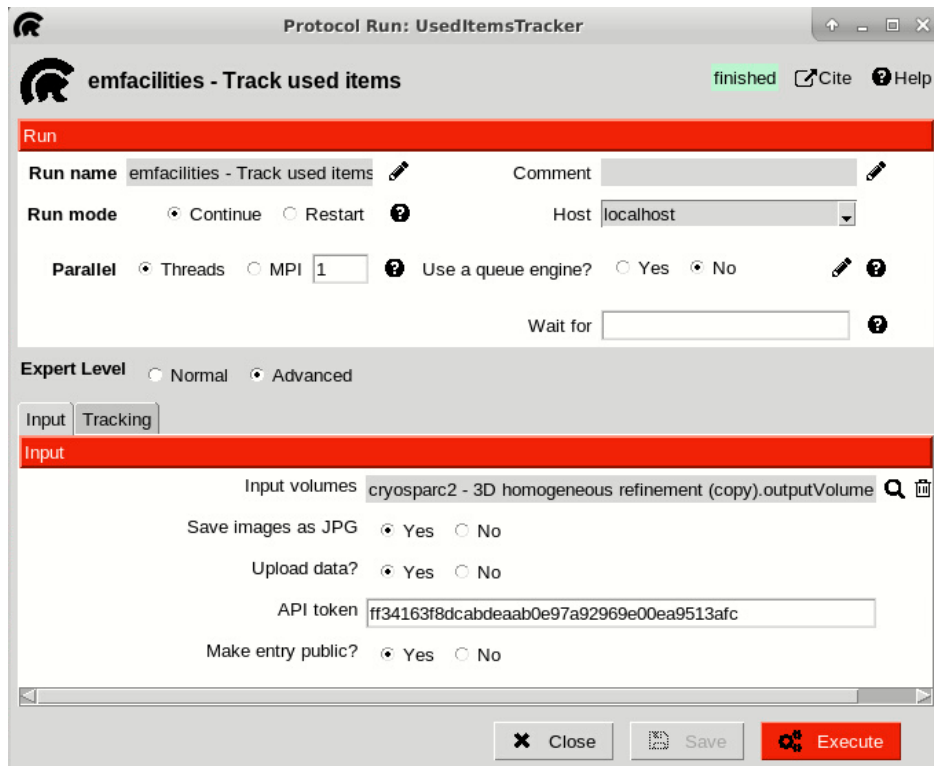 Protocol Run: UsedItemsTracker
emfacilities - Track used items
finished Cite Help
Run
Run name emfacilities - Track used items Comment
Run mode Continue Restart Host localhost
Parallel Threads MPI 1 Use a queue engine? Yes No
Wait for
Expert Level Normal Advanced
Input Tracking
Input
Input volumes cryosparc2 - 3D homogeneous refinement (copy).outputVolume
Save images as JPG Yes No
Upload data? Yes No
API token ff34163f8dcabdeaab0e97a92969e00ea9513afc
Make entry public? Yes No
Close Save Execute